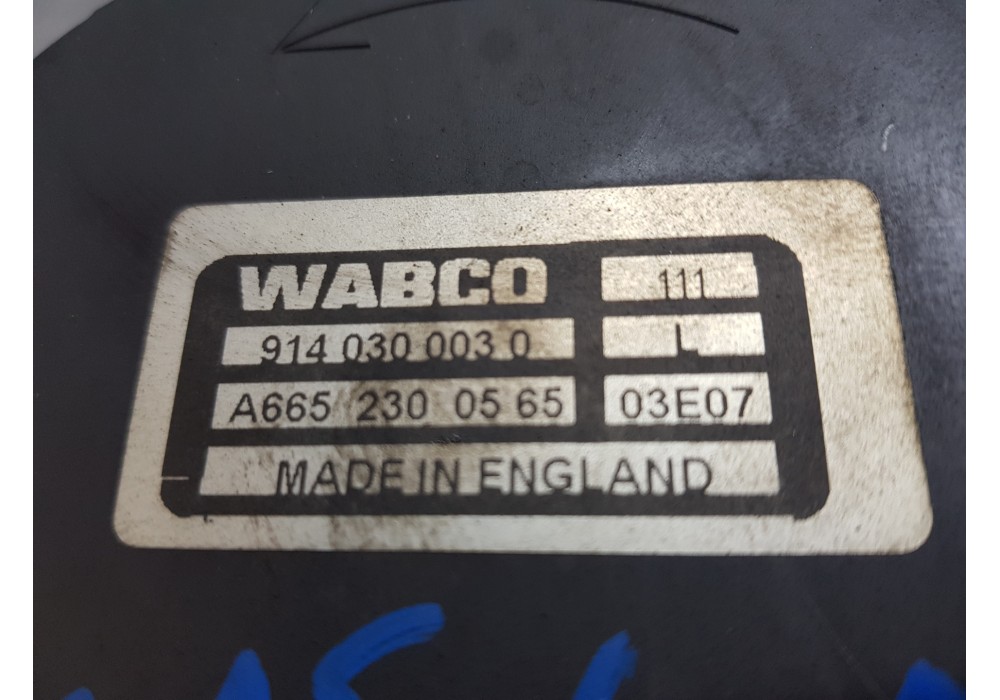 WABCO 111
914 030 003 0 L
A665 230 05 65 03E07
MADE IN ENGLAND